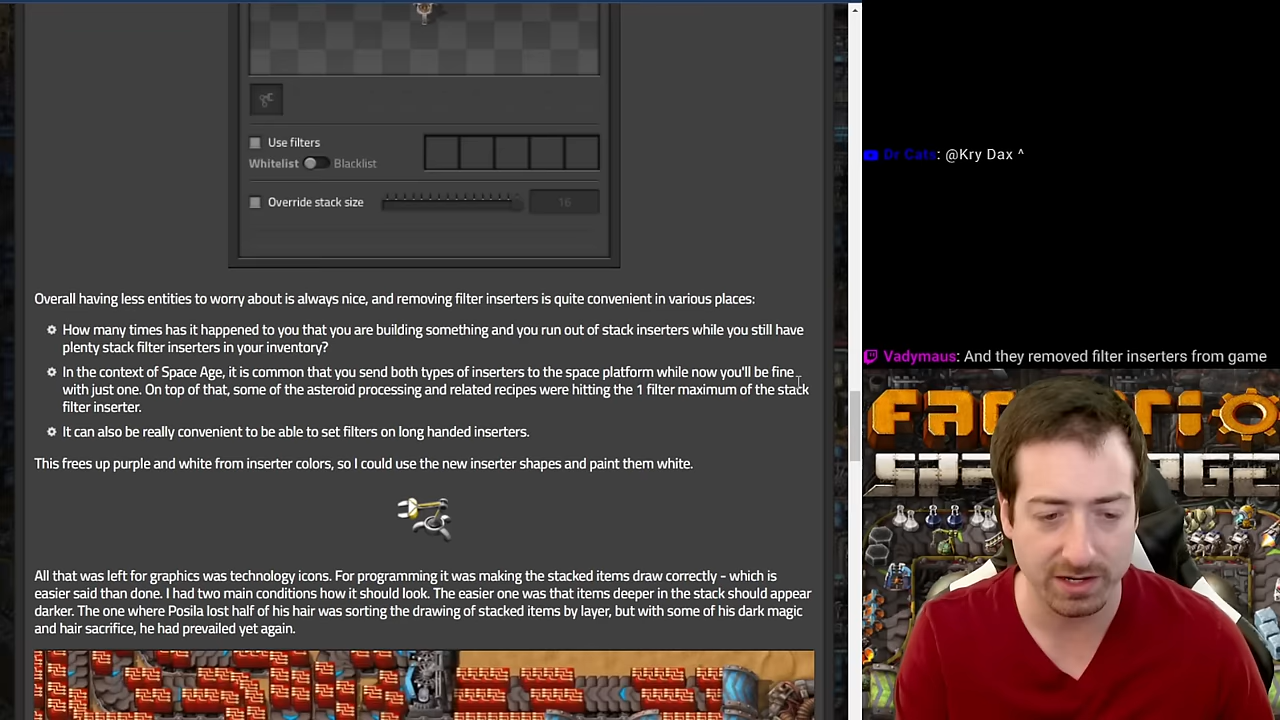 Use filters
Whitelist Blacklist
Override stack size 16
Overall having less entities to worry about is always nice, and removing filter inserters is quite convenient in various places:
How many times has it happened to you that you are building something and you run out of stack inserters while you still have
plenty stack filter inserters in your inventory?
In the context of Space Age, it is common that you send both types of inserters to the space platform while now you'll be fine
with just one. On top of that, some of the asteroid processing and related recipes were hitting the 1 filter maximum of the stack
filter inserter.
It can also be really convenient to be able to set filters on long handed inserters.
This frees up purple and white from inserter colors, so I could use the new inserter shapes and paint them white.
All that was left for graphics was technology icons. For programming it was making the stacked items draw correctly - which is
easier said than done. I had two main conditions how it should look. The easier one was that items deeper in the stack should appear
darker. The one where Posila lost half of his hair was sorting the drawing of stacked items by layer, but with some of his dark magic
and hair sacrifice, he had prevailed yet again.
Dr Cats: @Kry Dax ^
Vadymaus: And they removed filter inserters from game